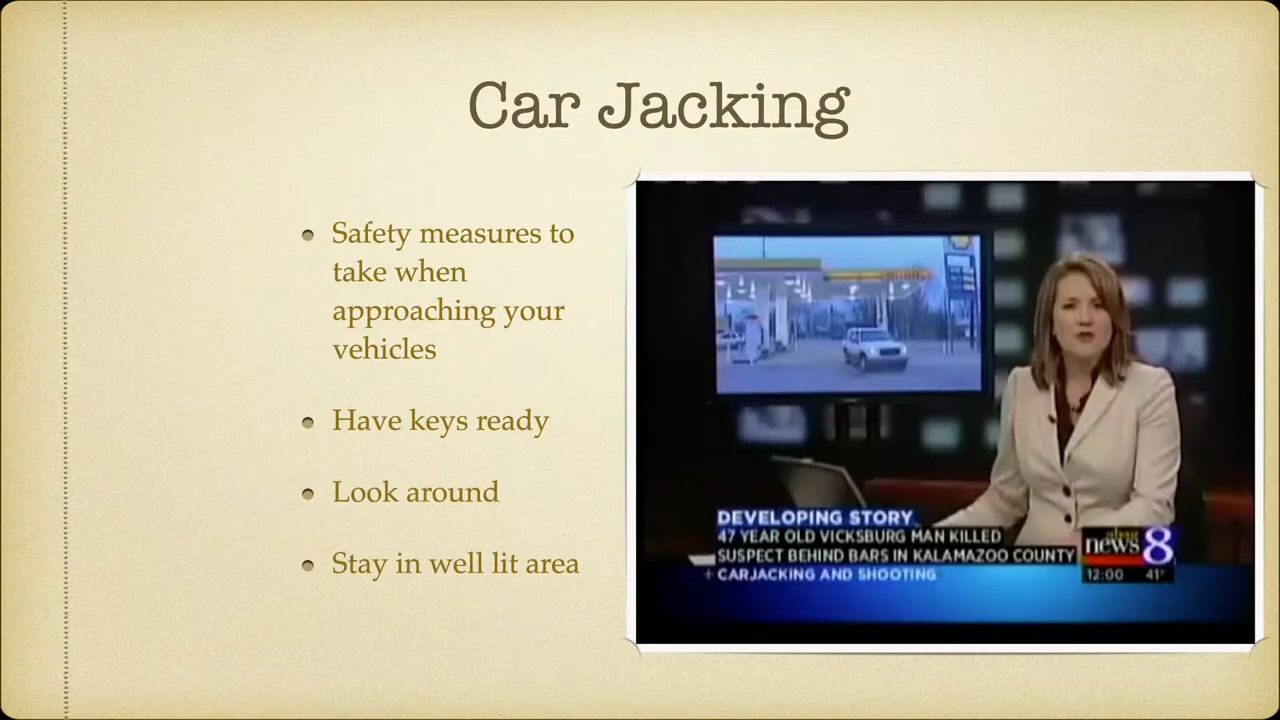 Car Jacking
Safety measures to
take when
approaching your
vehicles
Have keys ready
Look around
Stay in well lit area
DEVELOPING STORY
47 YEAR OLD VICKSBURG MAN KILLED
SUSPECT BEHIND BARS IN KALAMAZOO COUNTY
+ CARJACKING AND SHOOTING
news 8
12:00 41°